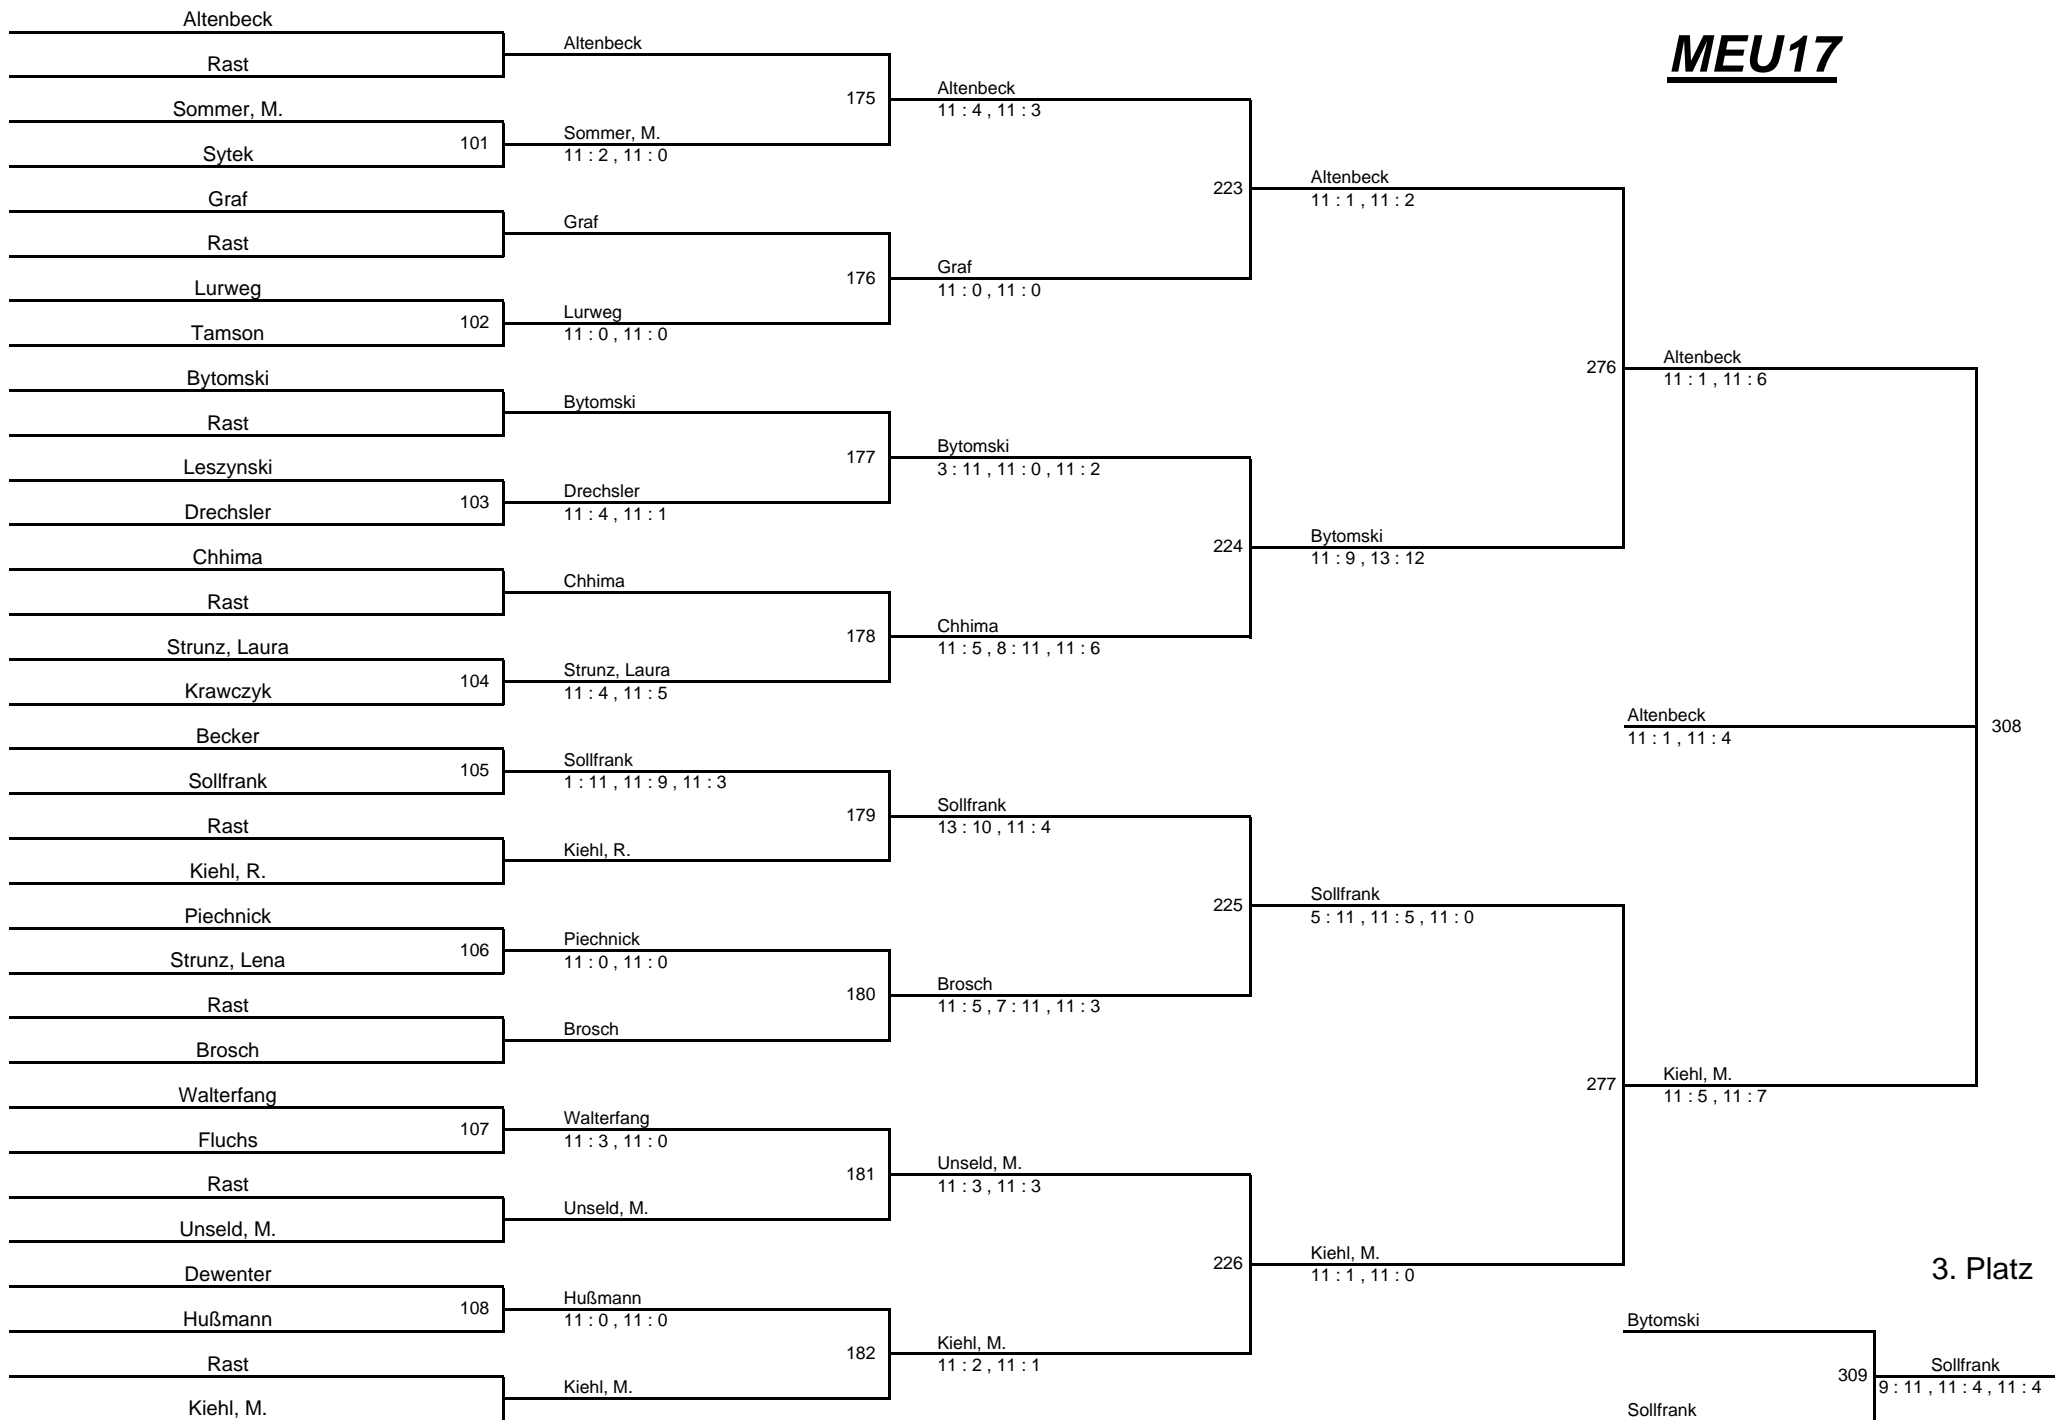 Altenbeck
MEU17
Altenbeck
Rast
175
Altenbeck
11 : 4 , 11 : 3
Sommer, M.
101
Sommer, M.
11 : 2 , 11 : 0
Sytek
Graf
223
Altenbeck
11 : 1 , 11 : 2
Graf
Rast
176
Graf
11 : 0 , 11 : 0
Lurweg
102
Lurweg
11 : 0 , 11 : 0
Tamson
Bytomski
276
Altenbeck
11 : 1 , 11 : 6
Bytomski
Rast
177
Bytomski
3 : 11 , 11 : 0 , 11 : 2
Leszynski
103
Drechsler
11 : 4 , 11 : 1
Drechsler
Chhima
224
Bytomski
11 : 9 , 13 : 12
Chhima
Rast
178
Chhima
11 : 5 , 8 : 11 , 11 : 6
Strunz, Laura
104
Strunz, Laura
11 : 4 , 11 : 5
Krawczyk
Altenbeck
11 : 1 , 11 : 4
308
Becker
105
Sollfrank
1 : 11 , 11 : 9 , 11 : 3
Sollfrank
179
Sollfrank
13 : 10 , 11 : 4
Rast
Kiehl, R.
Kiehl, R.
225
Sollfrank
5 : 11 , 11 : 5 , 11 : 0
Piechnick
106
Piechnick
11 : 0 , 11 : 0
Strunz, Lena
180
Brosch
11 : 5 , 7 : 11 , 11 : 3
Rast
Brosch
Brosch
277
Kiehl, M.
11 : 5 , 11 : 7
Walterfang
107
Walterfang
11 : 3 , 11 : 0
Fluchs
181
Unseld, M.
11 : 3 , 11 : 3
Rast
Unseld, M.
Unseld, M.
226
Kiehl, M.
11 : 1 , 11 : 0
3. Platz
Dewenter
108
Hußmann
11 : 0 , 11 : 0
Hußmann
Bytomski
182
Kiehl, M.
11 : 2 , 11 : 1
Rast
309
Sollfrank
9 : 11 , 11 : 4 , 11 : 4
Kiehl, M.
Kiehl, M.
Sollfrank